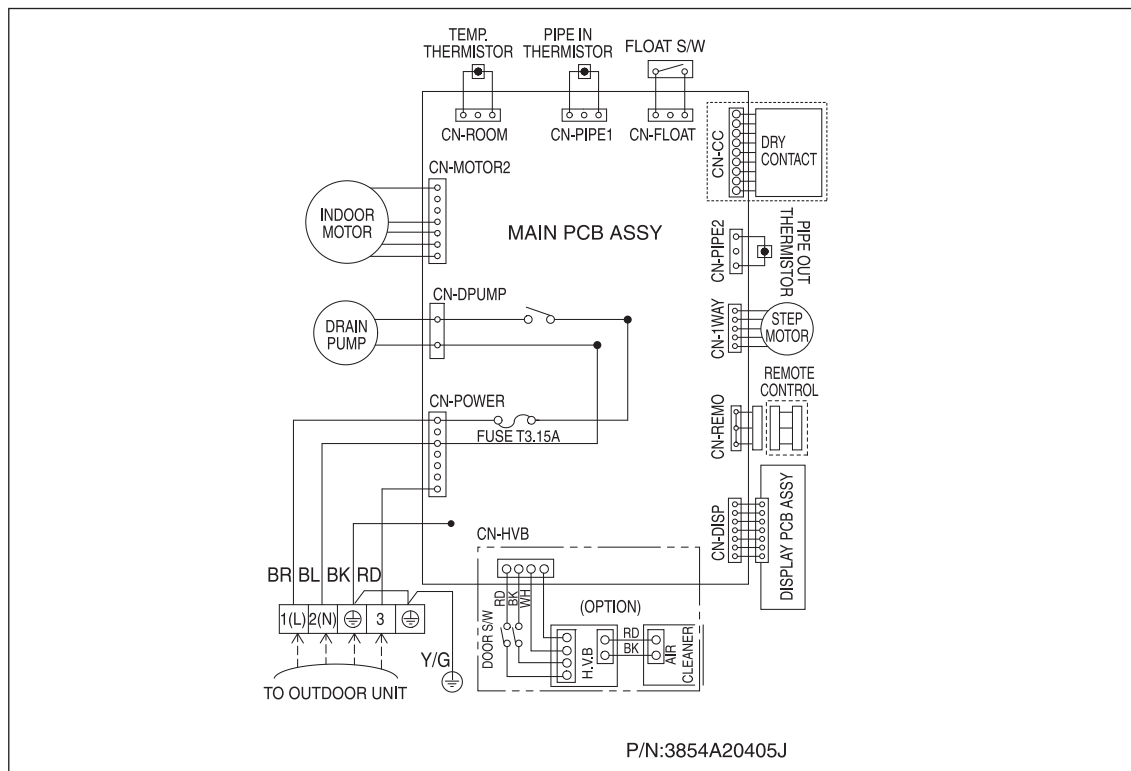 TEMP.
THERMISTOR
PIPE IN
THERMISTOR
FLOAT S/W
CN-ROOM
CN-PIPE1
CN-FLOAT
CN-CC
DRY
CONTACT
CN-MOTOR2
INDOOR
MOTOR
MAIN PCB ASSY
CN-PIPE2
PIPE OUT
THERMISTOR
CN-DPUMP
DRAIN
PUMP
CN-1WAY
STEP
MOTOR
REMOTE
CONTROL
CN-POWER
FUSE T3.15A
CN-REMO
CN-DISP
DISPLAY PCB ASSY
CN-HVB
BR BL BK RD
1(L) 2(N) 3
Y/G
TO OUTDOOR UNIT
RD
BK
WH
DOOR S/W
(OPTION)
H.V.B
RD
BK
AIR
CLEANER
P/N:3854A20405J